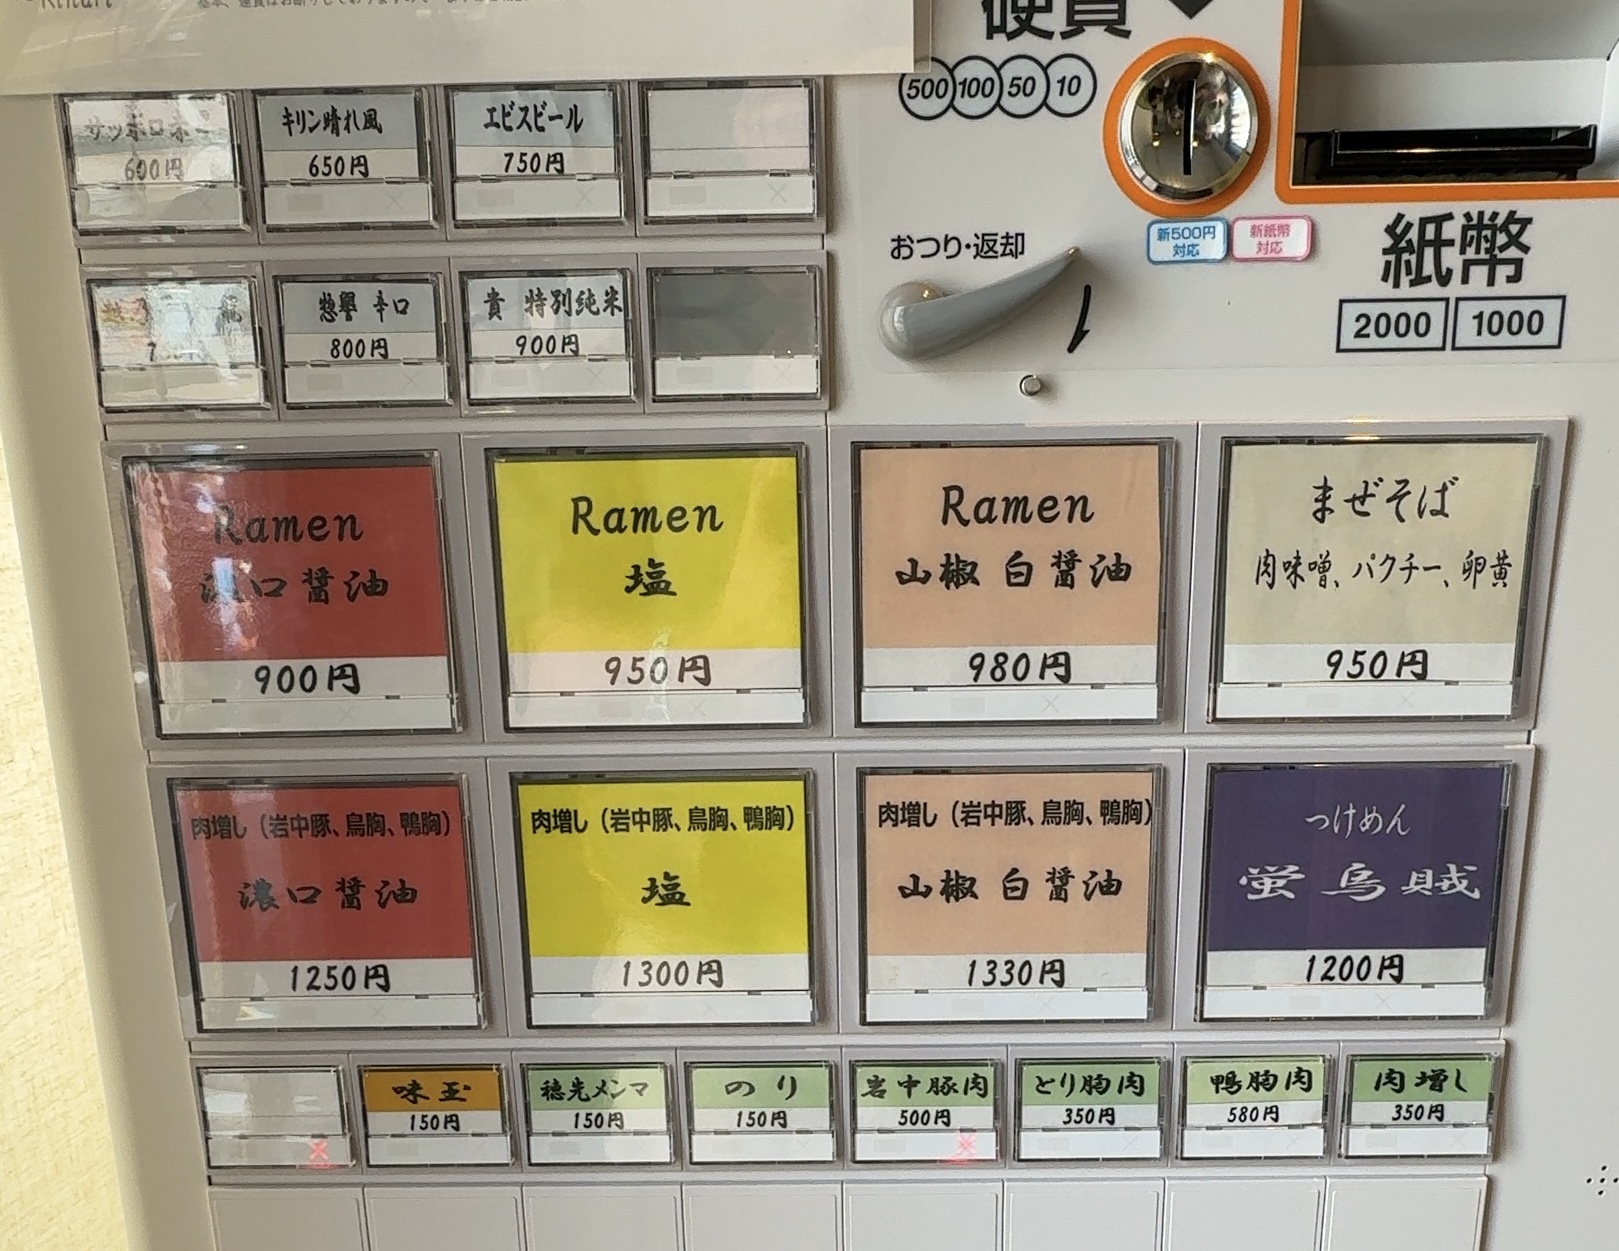 硬貨
500 100 50 10
キリン晴れ風
650円
エビスビール
750円
600円
おつり・返却
新500円
対応
新紙幣
対応
紙幣
2000 1000
惣誉 辛口
800円
貴 特別純米
900円
Ramen
濃口醤油
900円
Ramen
塩
950円
Ramen
山椒 白醤油
980円
まぜそば
肉味噌、パクチー、卵黄
950円
肉増し（岩中豚、鳥胸、鴨胸）
濃口醤油
1250円
肉増し（岩中豚、鳥胸、鴨胸）
塩
1300円
肉増し（岩中豚、鳥胸、鴨胸）
山椒 白醤油
1330円
つけめん
蛍烏賊
1200円
味玉
150円
穂先メンマ
150円
のり
150円
岩中豚肉
500円
とり胸肉
350円
鴨胸肉
580円
肉増し
350円